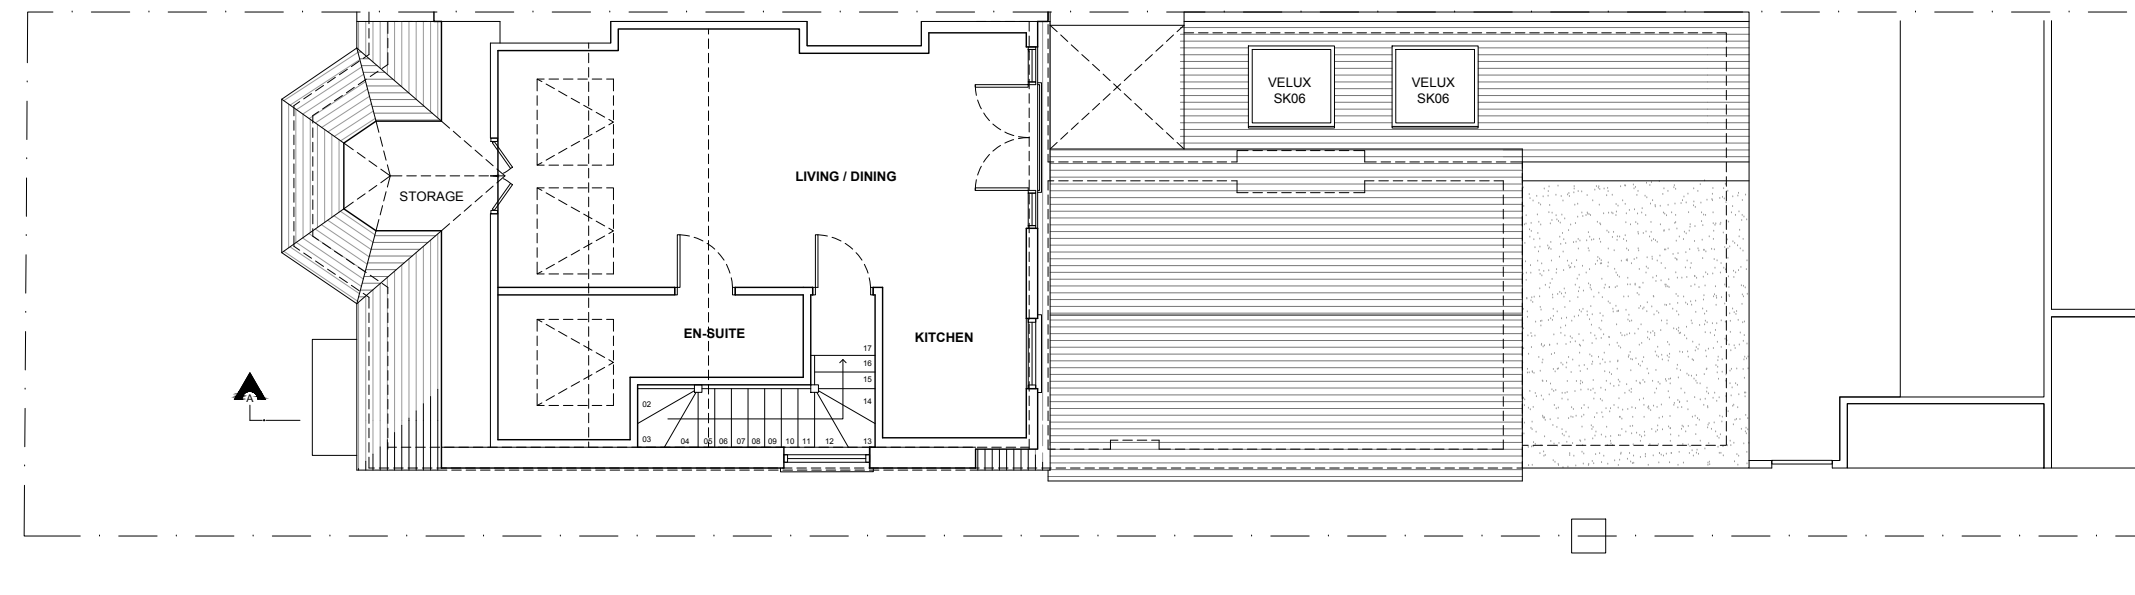 VELUX
SK06
VELUX
SK06
LIVING / DINING
STORAGE
EN-SUITE
KITCHEN
17
16
15
14
13
12
11
10
09
08
07
06
05
04
03
02
A